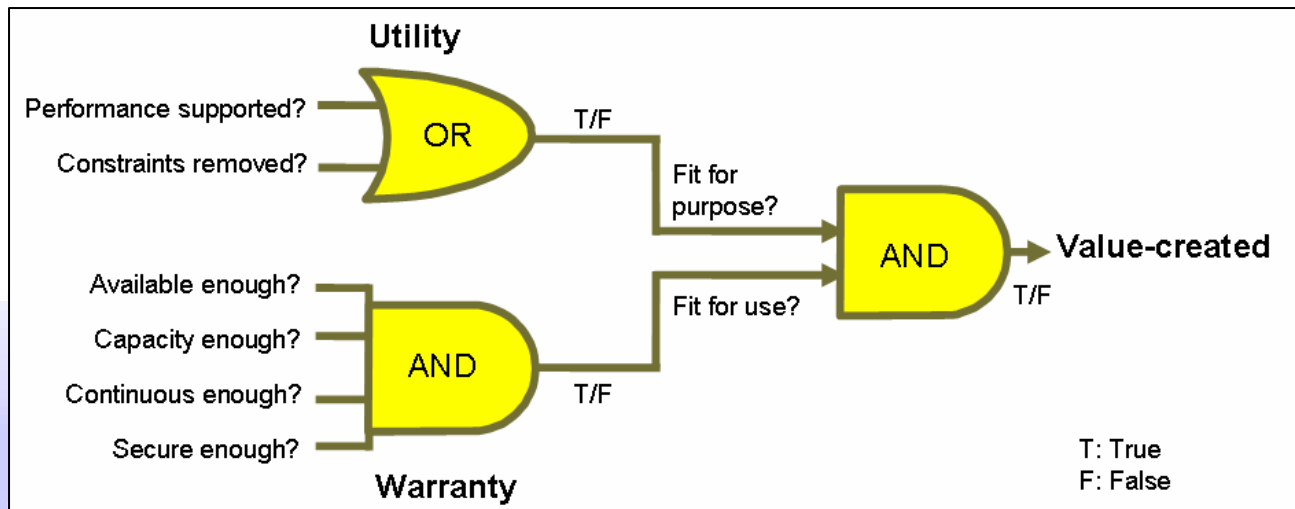 Utility
Performance supported?
Constraints removed?
OR
T/F
Fit for
purpose?
AND
Value-created
T/F
Available enough?
Capacity enough?
Continuous enough?
Secure enough?
AND
T/F
Fit for use?
Warranty
T: True
F: False